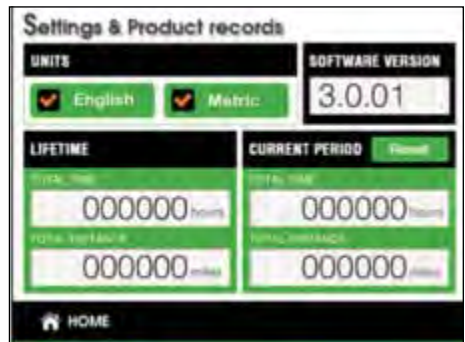 Settings & Product records
UNITS
SOFTWARE VERSION
English
Metric
3.0.01
LIFETIME
CURRENT PERIOD
Reset
TOTAL TIME
TOTAL TIME
000000 hours
000000 hours
TOTAL DISTANCE
TOTAL DISTANCE
000000 miles
000000 miles
HOME